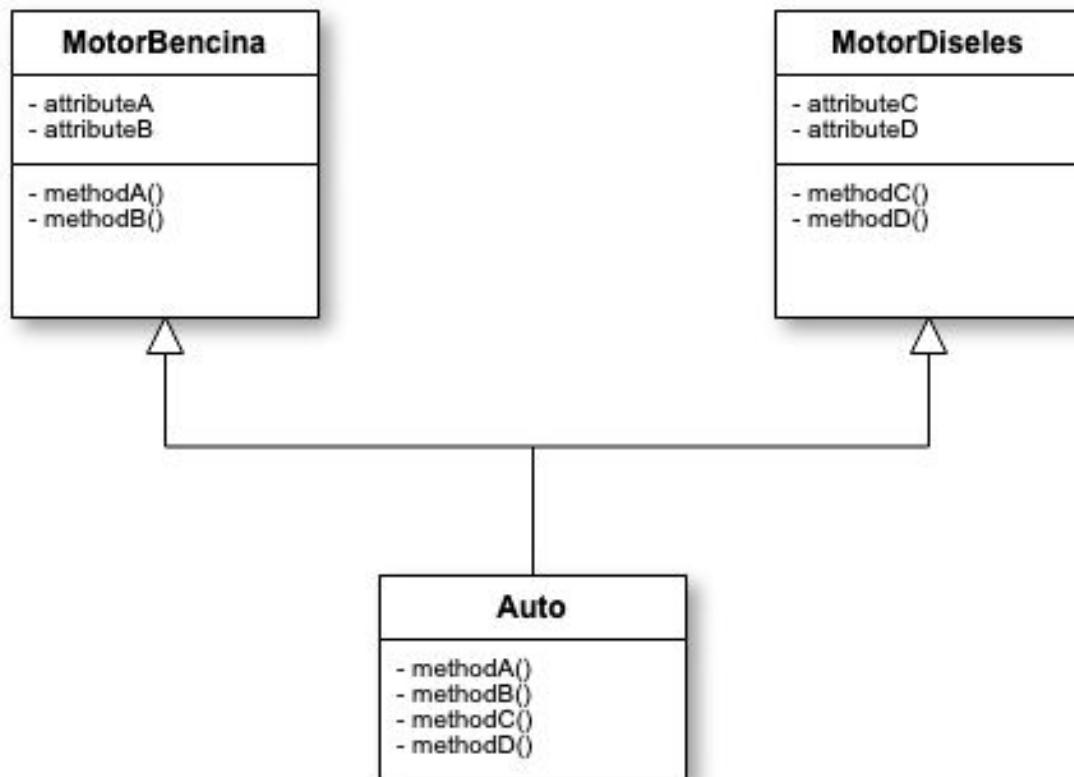 MotorBencina
- attributeA
- attributeB
- methodA()
- methodB()
MotorDiseles
- attributeC
- attributeD
- methodC()
- methodD()
Auto
- methodA()
- methodB()
- methodC()
- methodD()